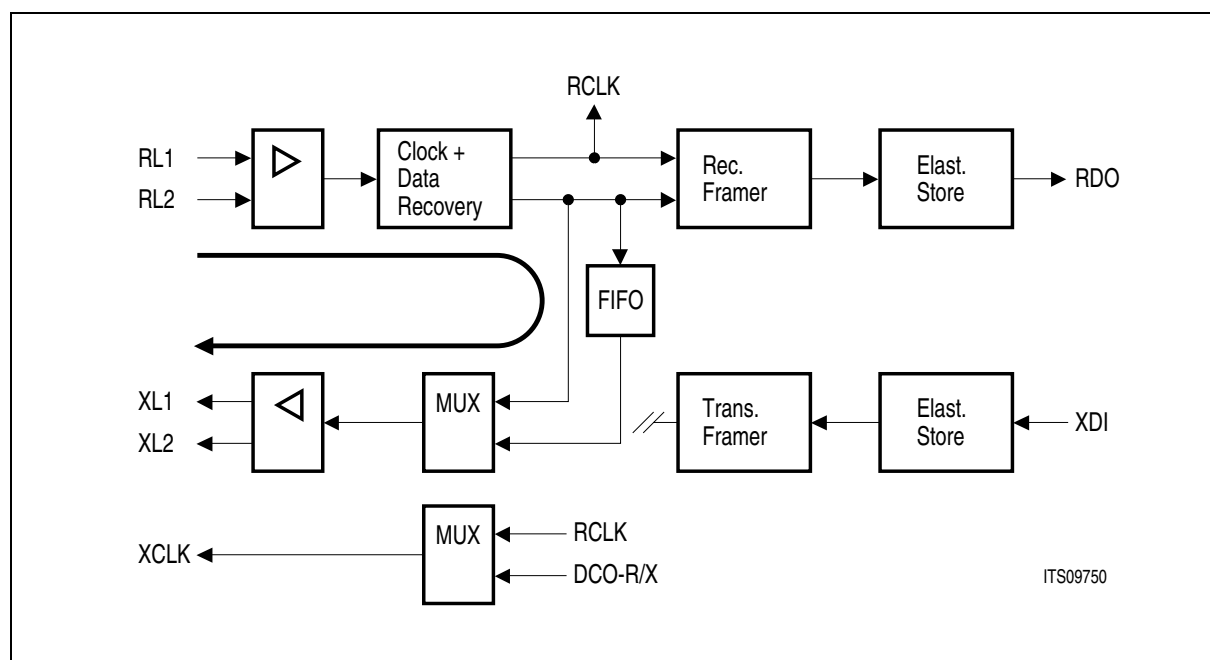 RCLK
RL1
RL2
Clock +
Data
Recovery
Rec.
Framer
Elast.
Store
RDO
FIFO
XL1
XL2
MUX
Trans.
Framer
Elast.
Store
XDI
XCLK
MUX
RCLK
DCO-R/X
ITS09750